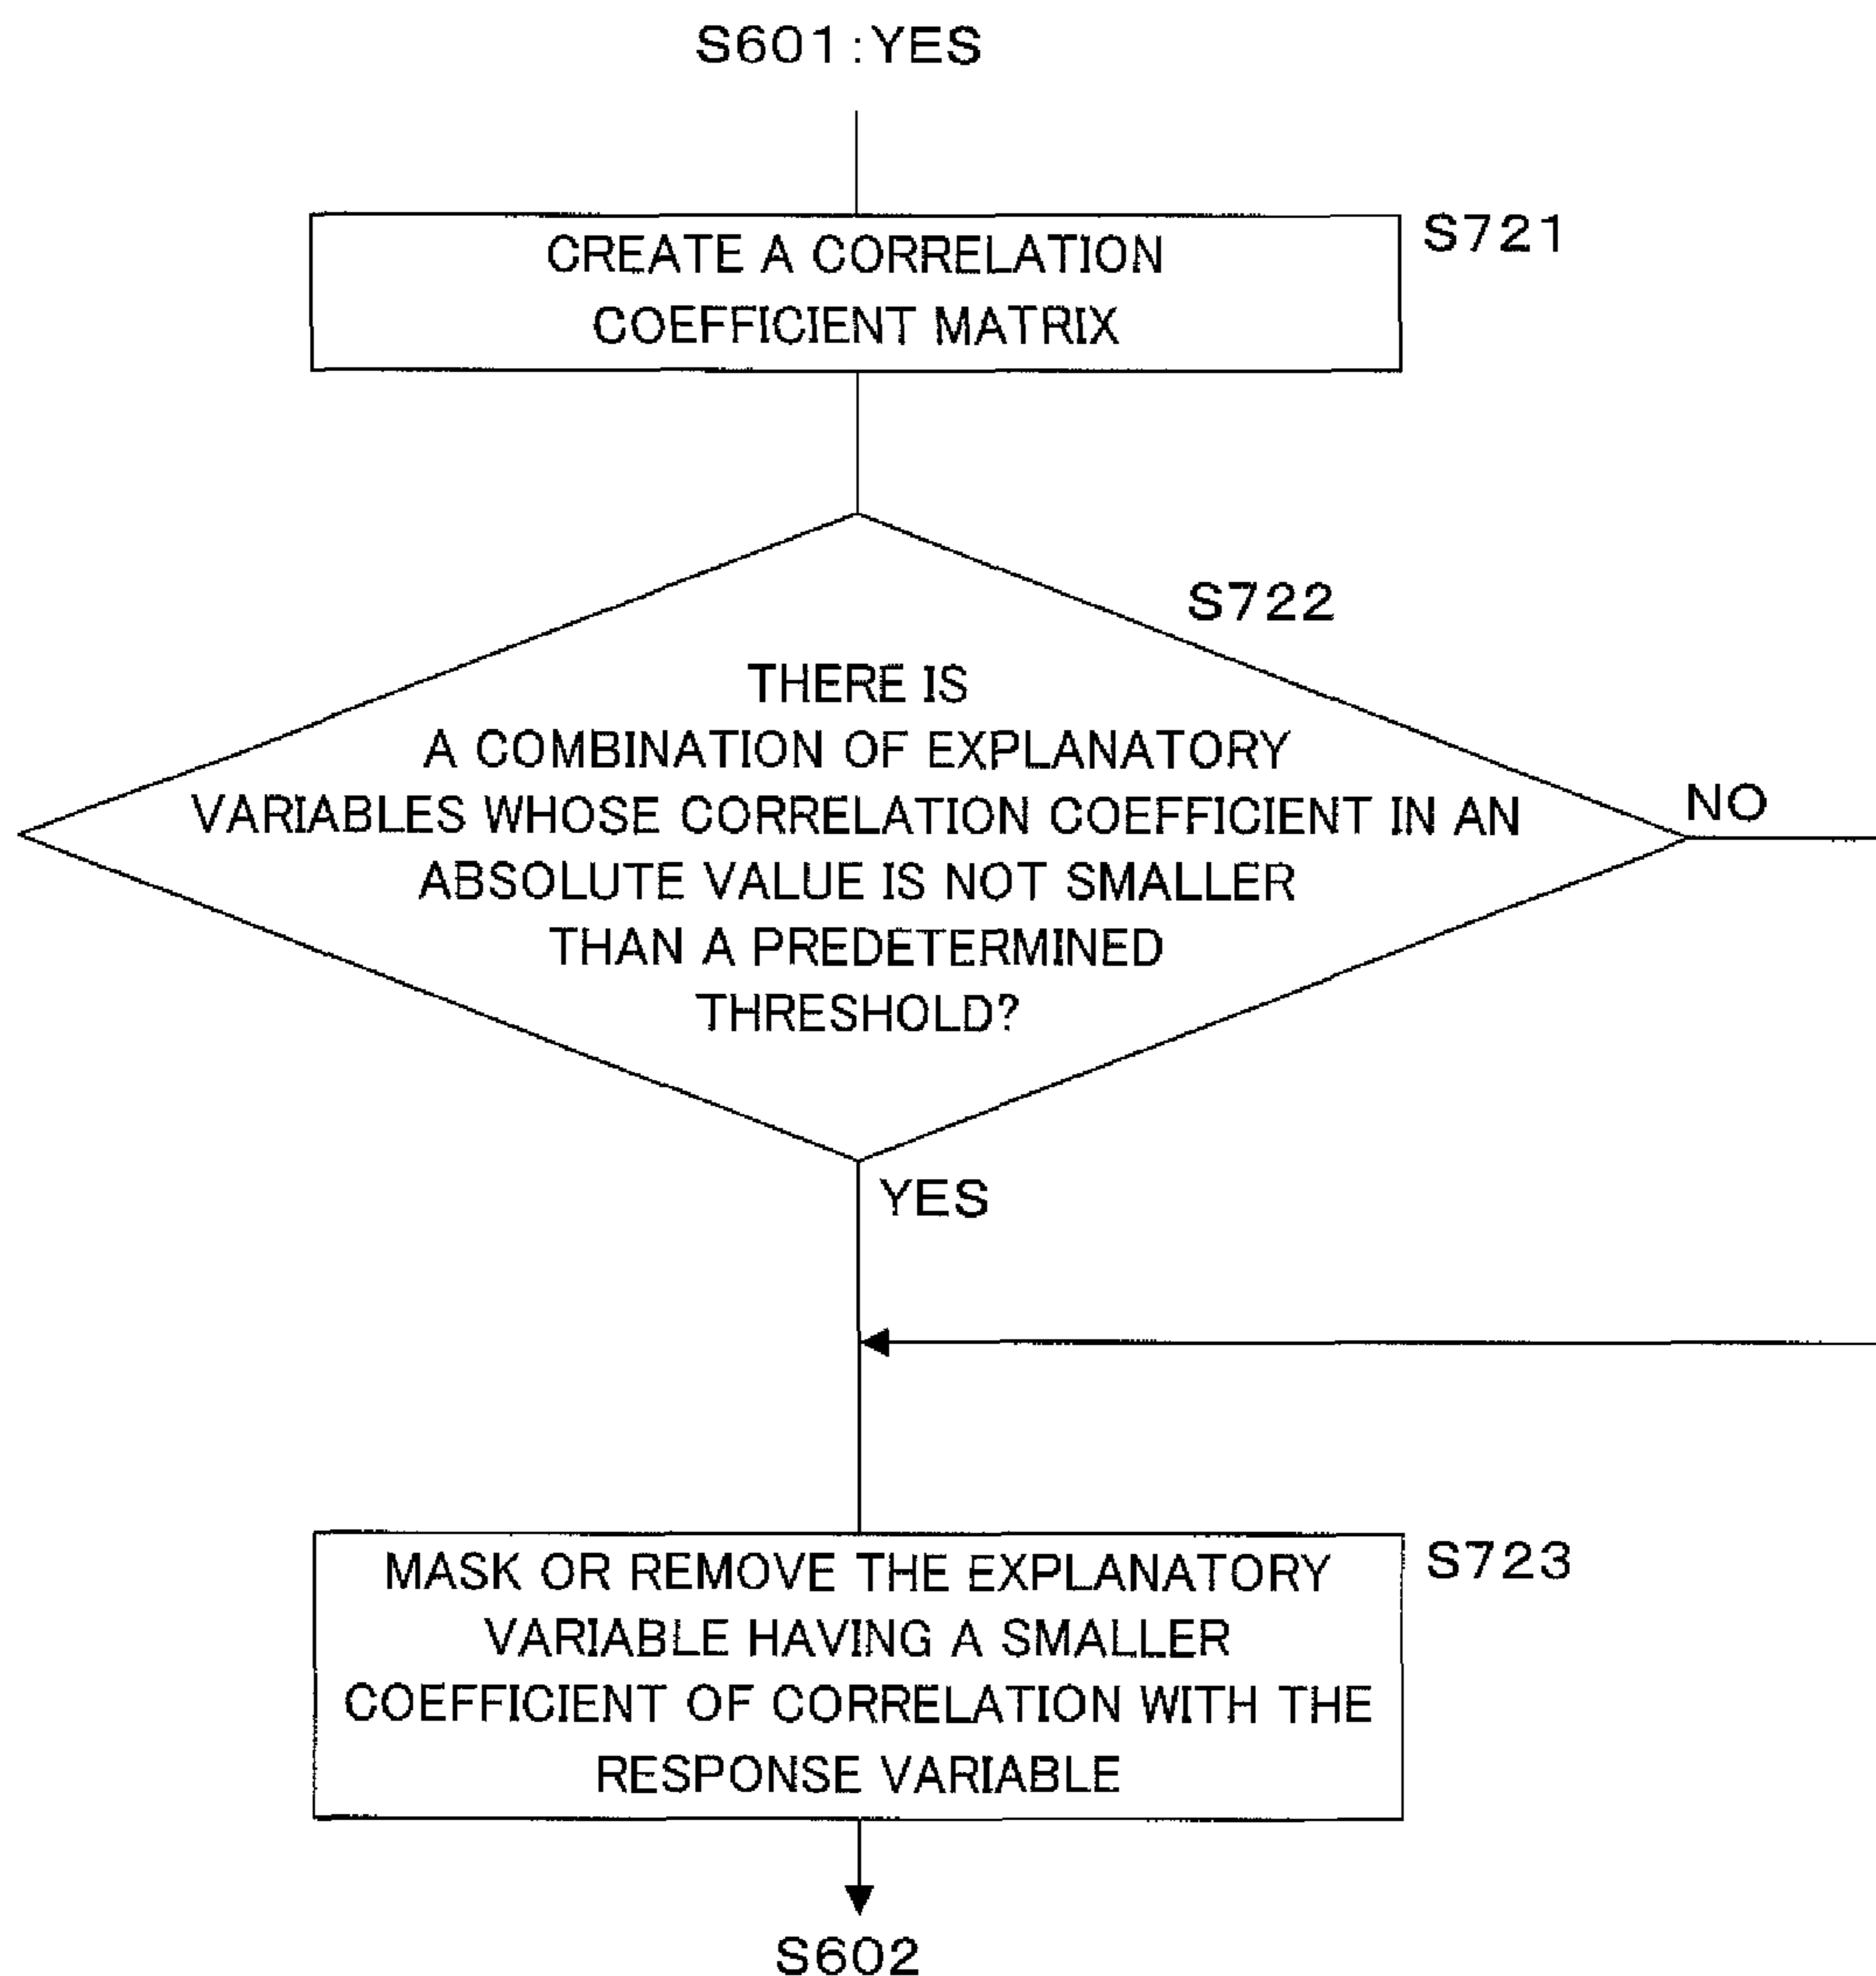 S601:YES
CREATE A CORRELATION
COEFFICIENT MATRIX
S721
S722
THERE IS
A COMBINATION OF EXPLANATORY
VARIABLES WHOSE CORRELATION COEFFICIENT IN AN
ABSOLUTE VALUE IS NOT SMALLER
THAN A PREDETERMINED
THRESHOLD?
NO
YES
MASK OR REMOVE THE EXPLANATORY
VARIABLE HAVING A SMALLER
COEFFICIENT OF CORRELATION WITH THE
RESPONSE VARIABLE
S723
S602